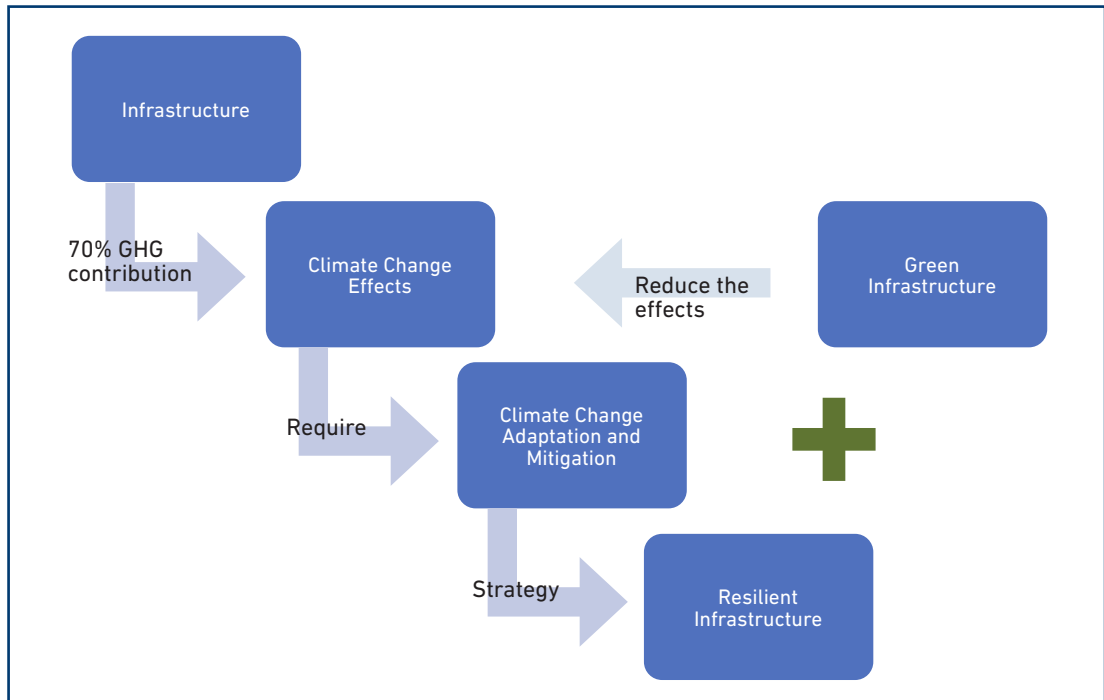 Infrastructure
70% GHG
contribution
Climate Change
Effects
Reduce the
effects
Green
Infrastructure
Require
Climate Change
Adaptation and
Mitigation
Strategy
Resilient
Infrastructure